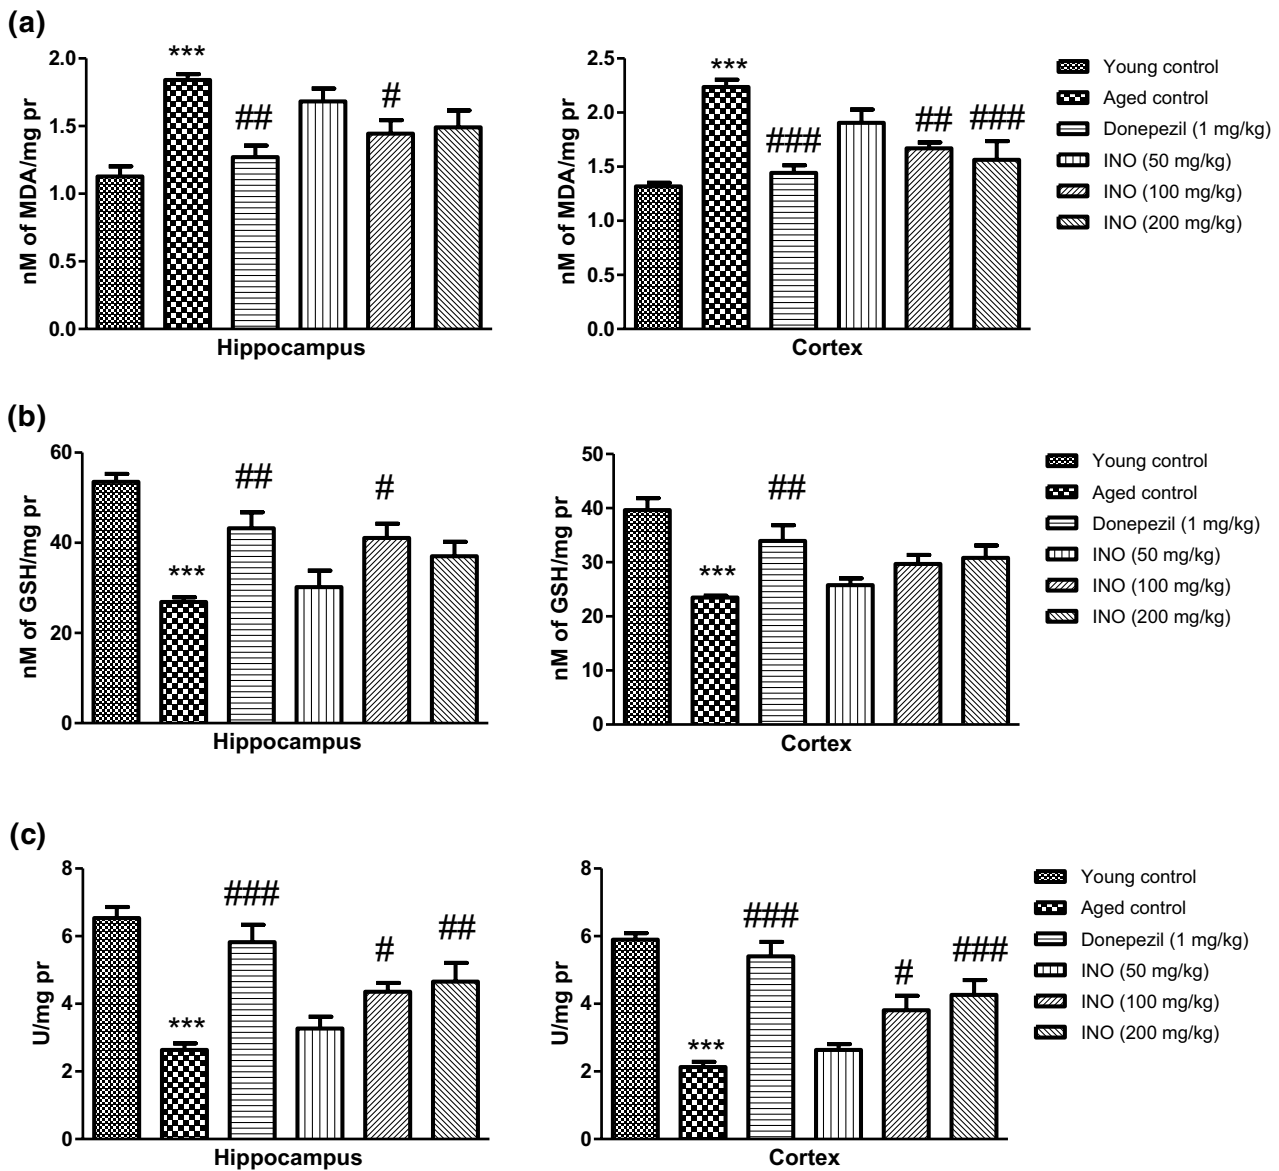 (a)
nM of MDA/mg pr
2.0
1.5
1.0
0.5
0.0
***
##
#
Hippocampus
nM of MDA/mg pr
2.5
2.0
1.5
1.0
0.5
0.0
***
###
##
###
Cortex
Young control
Aged control
Donepezil (1 mg/kg)
INO (50 mg/kg)
INO (100 mg/kg)
INO (200 mg/kg)
(b)
nM of GSH/mg pr
60
40
20
0
***
##
#
Hippocampus
nM of GSH/mg pr
50
40
30
20
10
0
***
##
Cortex
Young control
Aged control
Donepezil (1 mg/kg)
INO (50 mg/kg)
INO (100 mg/kg)
INO (200 mg/kg)
(c)
U/mg pr
8
6
4
2
0
***
###
#
##
Hippocampus
U/mg pr
8
6
4
2
0
***
###
#
###
Cortex
Young control
Aged control
Donepezil (1 mg/kg)
INO (50 mg/kg)
INO (100 mg/kg)
INO (200 mg/kg)